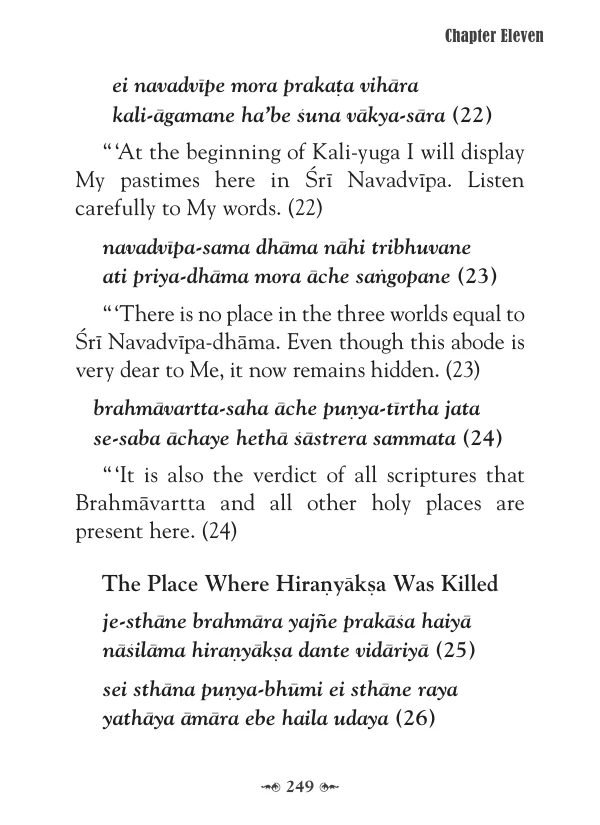 Chapter Eleven
ei navadvīpe mora prakaṭa vihāra
kali-āgamane ha’be śuna vākya-sāra (22)
“ ‘At the beginning of Kali-yuga I will display
My pastimes here in Śrī Navadvīpa. Listen
carefully to My words. (22)
navadvīpa-sama dhāma nāhi tribhuvane
ati priya-dhāma mora āche saṅgopane (23)
“ ‘There is no place in the three worlds equal to
Śrī Navadvīpa-dhāma. Even though this abode is
very dear to Me, it now remains hidden. (23)
brahmāvartta-saha āche puṇya-tīrtha jata
se-saba āchaye hethā śāstrera sammata (24)
“ ‘It is also the verdict of all scriptures that
Brahmāvartta and all other holy places are
present here. (24)
The Place Where Hiraṇyākṣa Was Killed
je-sthāne brahmāra yajñe prakāśa haiyā
nāśilāma hiraṇyākṣa dante vidāriyā (25)
sei sthāna puṇya-bhūmi ei sthāne raya
yathāya āmāra ebe haila udaya (26)
249